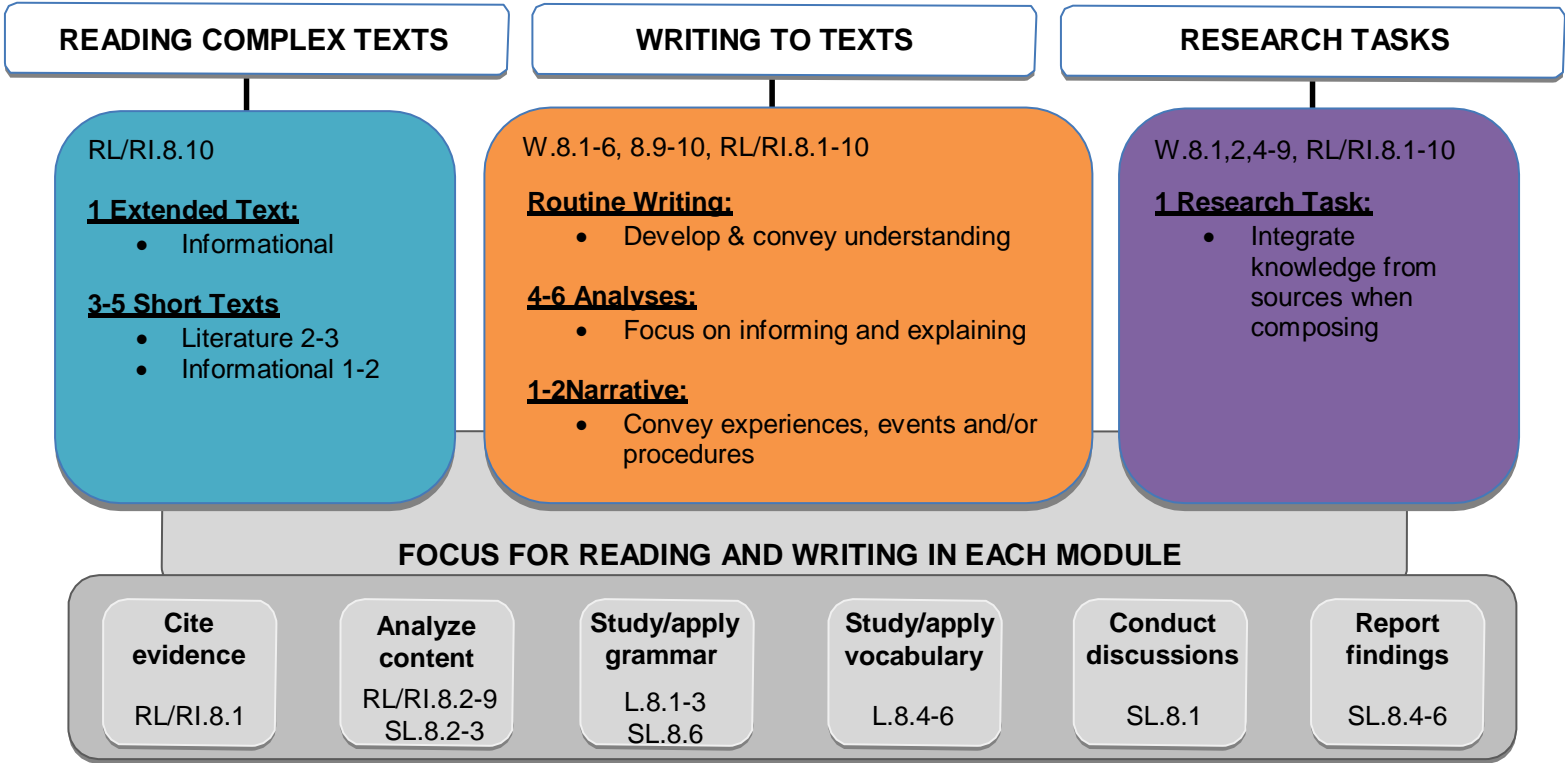 READING COMPLEX TEXTS
WRITING TO TEXTS
RESEARCH TASKS
RL/RI.8.10
1 Extended Text:
• Informational
3-5 Short Texts
• Literature 2-3
• Informational 1-2
W.8.1-6, 8.9-10, RL/RI.8.1-10
Routine Writing:
• Develop & convey understanding
4-6 Analyses:
• Focus on informing and explaining
1-2Narrative:
• Convey experiences, events and/or
procedures
W.8.1,2,4-9, RL/RI.8.1-10
1 Research Task:
• Integrate
knowledge from
sources when
composing
FOCUS FOR READING AND WRITING IN EACH MODULE
Cite
evidence
RL/RI.8.1
Analyze
content
RL/RI.8.2-9
SL.8.2-3
Study/apply
grammar
L.8.1-3
SL.8.6
Study/apply
vocabulary
L.8.4-6
Conduct
discussions
SL.8.1
Report
findings
SL.8.4-6